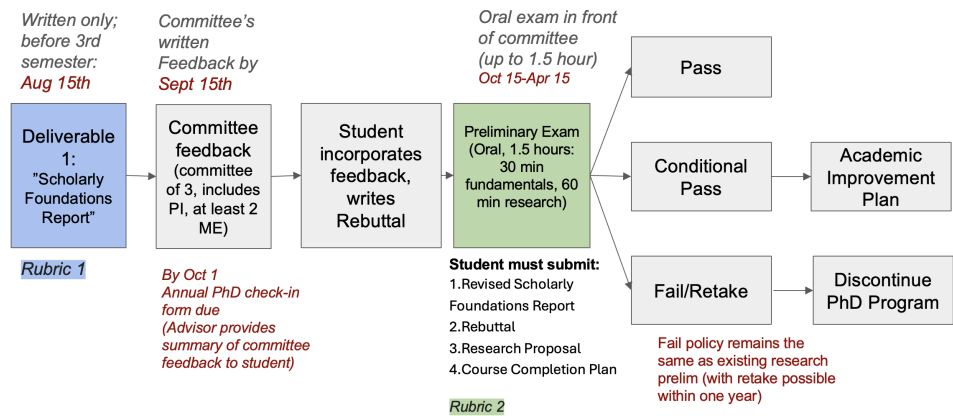 Written only;
before 3rd
semester:
Aug 15th
Committee's
written
Feedback by
Sept 15th
Oral exam in front
of committee
(up to 1.5 hour)
Oct 15-Apr 15
Deliverable
1:
"Scholarly
Foundations
Report"
Committee
feedback
(committee
of 3, includes
PI, at least 2
ME)
Student
incorporates
feedback,
writes
Rebuttal
Preliminary Exam
(Oral, 1.5 hours:
30 min
fundamentals, 60
min research)
Pass
Conditional
Pass
Academic
Improvement
Plan
Fail/Retake
Discontinue
PhD Program
Rubric 1
By Oct 1
Annual PhD check-in
form due
(Advisor provides
summary of committee
feedback to student)
Student must submit:
1.Revised Scholarly
Foundations Report
2.Rebuttal
3.Research Proposal
4.Course Completion Plan
Rubric 2
Fail policy remains the
same as existing research
prelim (with retake possible
within one year)